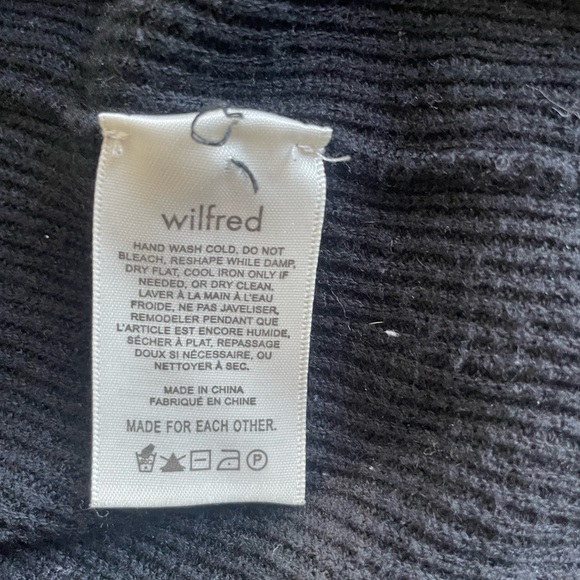 wilfred
HAND WASH COLD, DO NOT
BLEACH, RESHAPE WHILE DAMP,
DRY FLAT, COOL IRON ONLY IF
NEEDED, OR DRY CLEAN.
LAVER À LA MAIN À L'EAU
FROIDE, NE PAS JAVELISER,
REMODELER PENDANT QUE
L'ARTICLE EST ENCORE HUMIDE,
SÉCHER À PLAT, REPASSAGE
DOUX SI NÉCESSAIRE, OU
NETTOYER À SEC.
MADE IN CHINA
FABRIQUÉ EN CHINE
MADE FOR EACH OTHER.
P